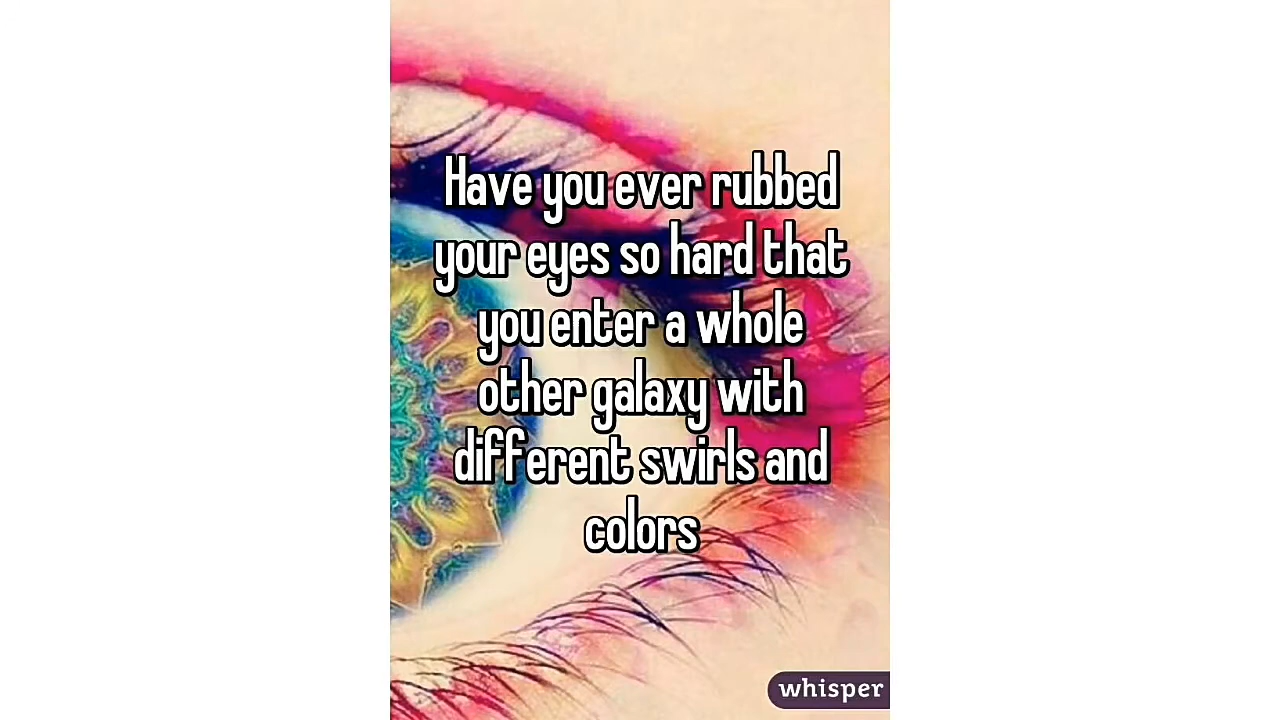 Have you ever rubbed
your eyes so hard that
you enter a whole
other galaxy with
different swirls and
colors
whisper